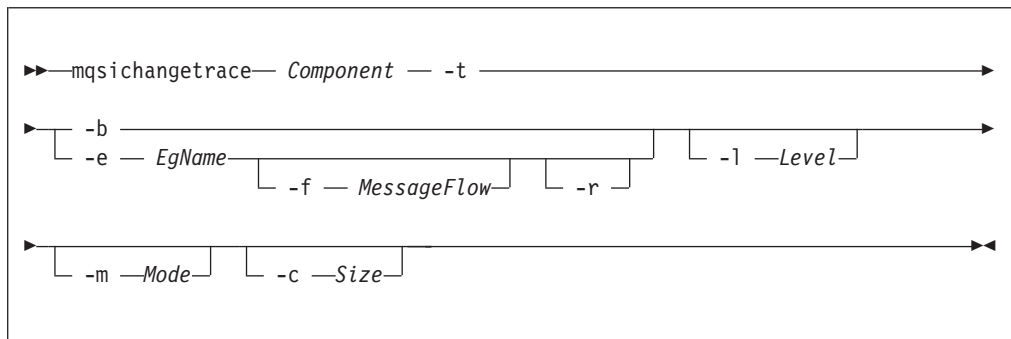 mqsichangetrace Component -t
-b
-e EgName -l Level
-f MessageFlow -r
-m Mode -c Size